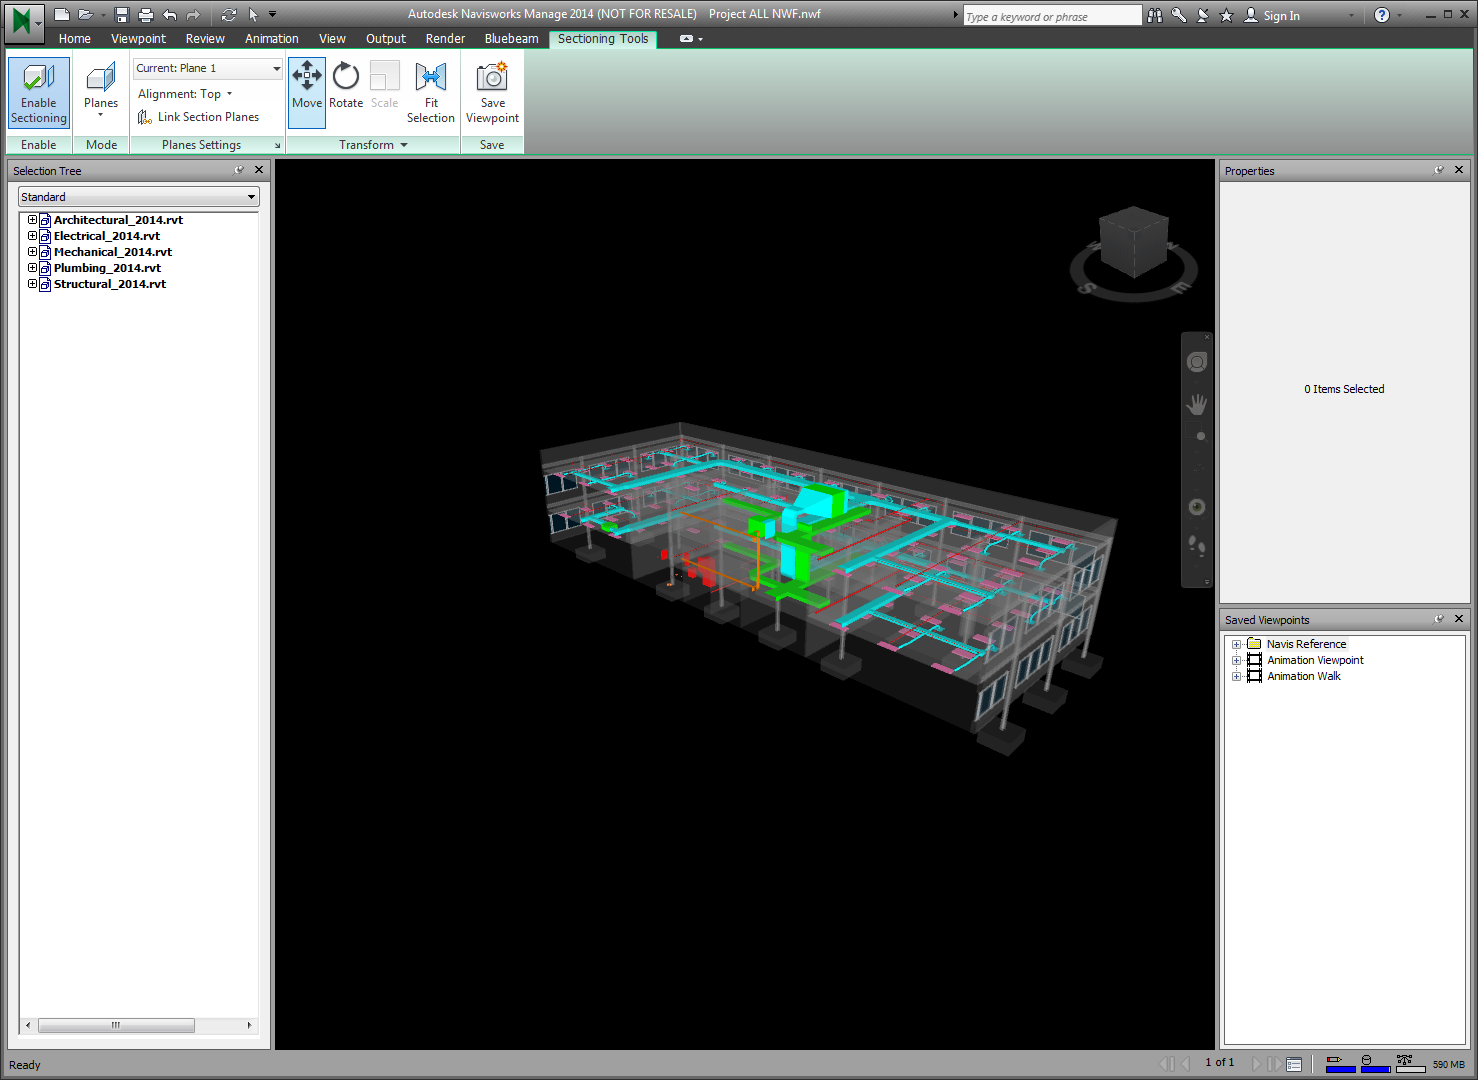 Autodesk Navisworks Manage 2014 (NOT FOR RESALE) Project ALL NWF.nwf
Type a keyword or phrase
Sign In
Home Viewpoint Review Animation View Output Render Bluebeam Sectioning Tools
Enable Sectioning
Planes
Current: Plane 1
Alignment: Top
Link Section Planes
Move
Rotate
Scale
Fit Selection
Save Viewpoint
Enable Mode Planes Settings Transform Save
Selection Tree
Standard
Architectural_2014.rvt
Electrical_2014.rvt
Mechanical_2014.rvt
Plumbing_2014.rvt
Structural_2014.rvt
W N
S E
Properties
0 Items Selected
Saved Viewpoints
Navis Reference
Animation Viewpoint
Animation Walk
Ready
1 of 1
590 MB